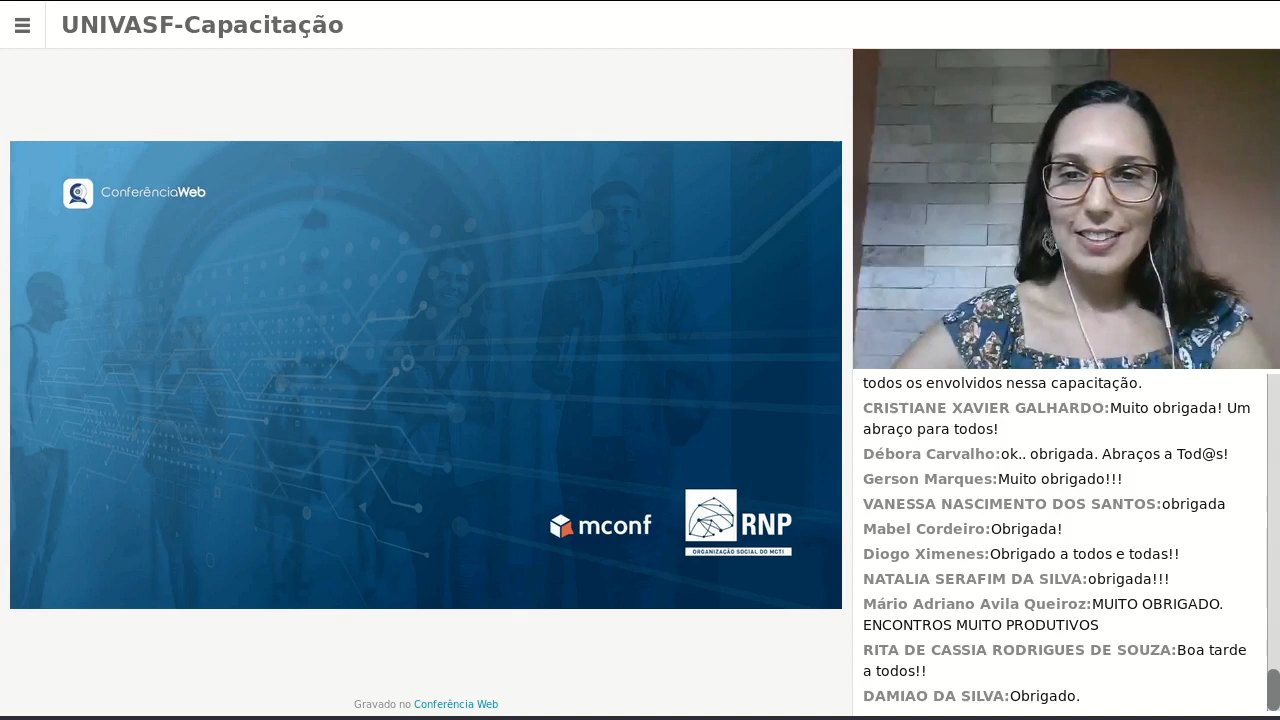 UNIVASF-Capacitação
ConferênciaWeb
mconf
RNP
ORGANIZAÇÃO SOCIAL DO MCTI
Gravado no Conferência Web
todos os envolvidos nessa capacitação.
CRISTIANE XAVIER GALHARDO:Muito obrigada! Um
abraço para todos!
Débora Carvalho:ok.. obrigada. Abraços a Tod@s!
Gerson Marques:Muito obrigado!!!
VANESSA NASCIMENTO DOS SANTOS:obrigada
Mabel Cordeiro:Obrigada!
Diogo Ximenes:Obrigado a todos e todas!!
NATALIA SERAFIM DA SILVA:obrigada!!!
Mário Adriano Avila Queiroz:MUITO OBRIGADO.
ENCONTROS MUITO PRODUTIVOS
RITA DE CASSIA RODRIGUES DE SOUZA:Boa tarde
a todos!!
DAMIAO DA SILVA:Obrigado.